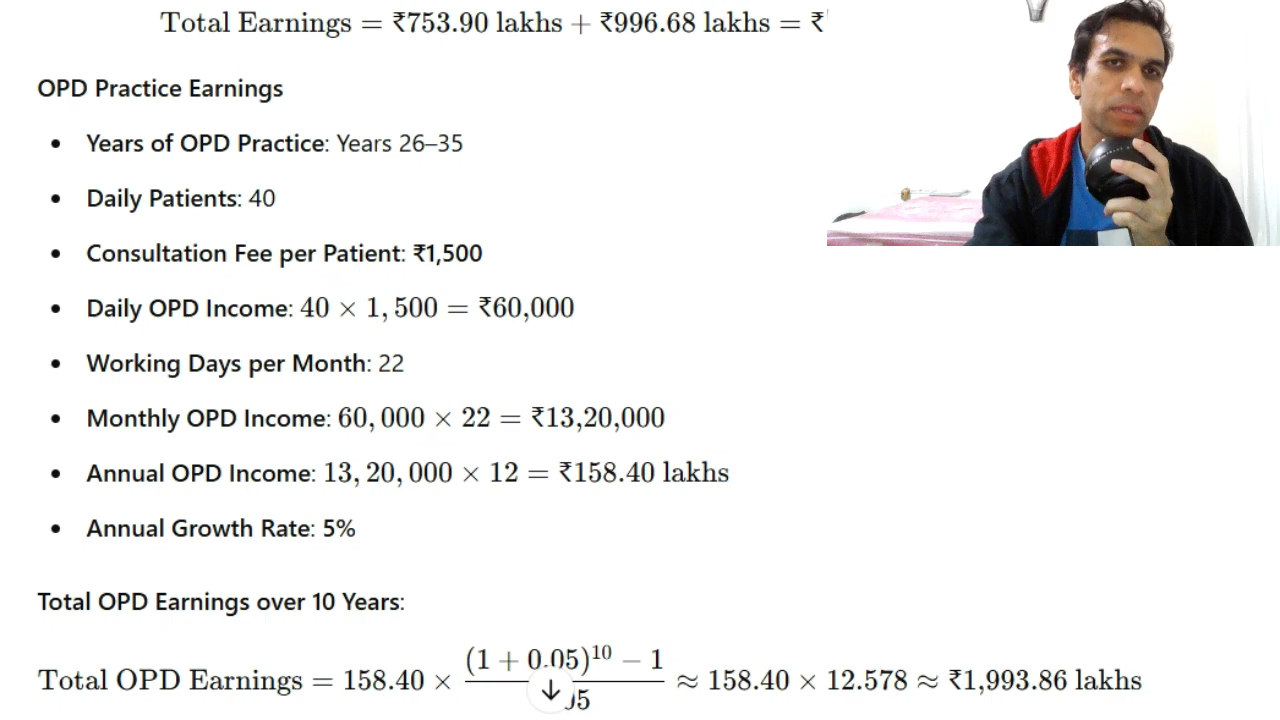 Total Earnings = ₹753.90 lakhs + ₹996.68 lakhs = ₹
OPD Practice Earnings
• Years of OPD Practice: Years 26–35
• Daily Patients: 40
• Consultation Fee per Patient: ₹1,500
• Daily OPD Income: 40 × 1,500 = ₹60,000
• Working Days per Month: 22
• Monthly OPD Income: 60,000 × 22 = ₹13,20,000
• Annual OPD Income: 13,20,000 × 12 = ₹158.40 lakhs
• Annual Growth Rate: 5%
Total OPD Earnings over 10 Years:
(1 + 0.05)¹⁰ − 1
Total OPD Earnings = 158.40 × ≈ 158.40 × 12.578 ≈ ₹1,993.86 lakhs